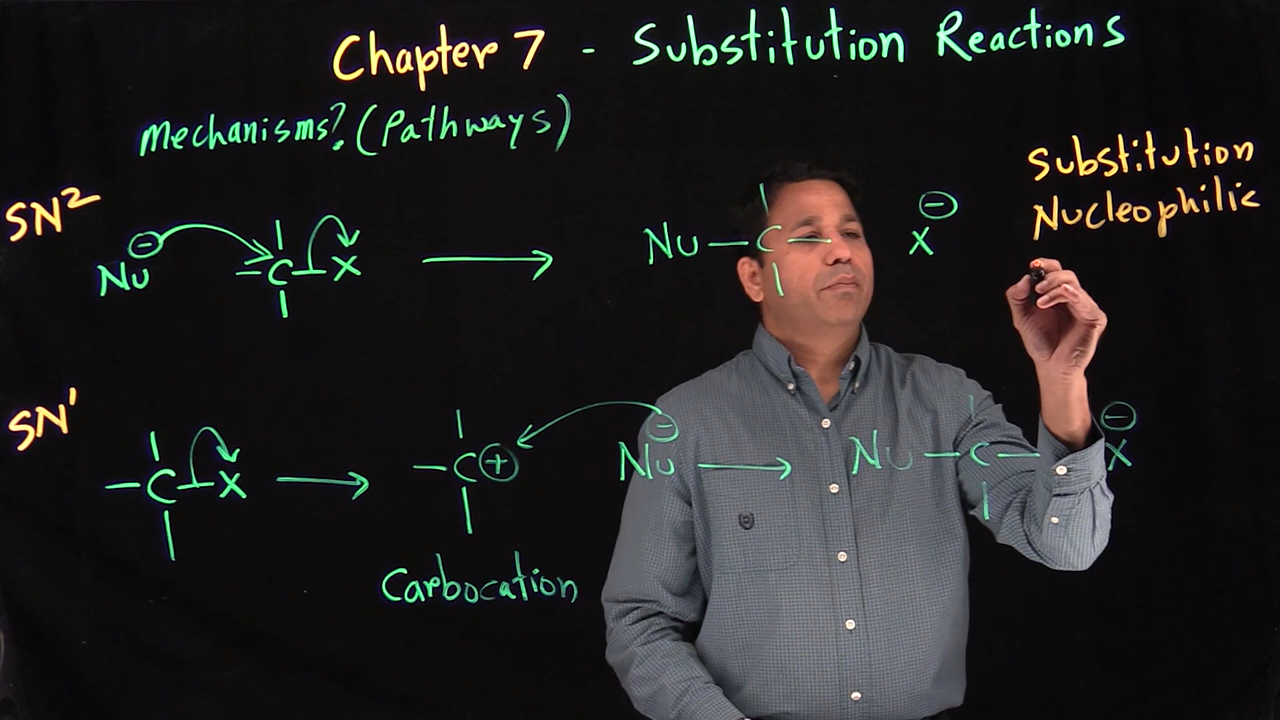 Chapter 7 - Substitution Reactions
Mechanisms? (Pathways)
Substitution
Nucleophilic
SN²
Nu⊖ –C–X ⟶ Nu–C– X⊖
SN¹
–C–X ⟶ –C⊕ Nu⊖ ⟶ Nu–C– X⊖
Carbocation